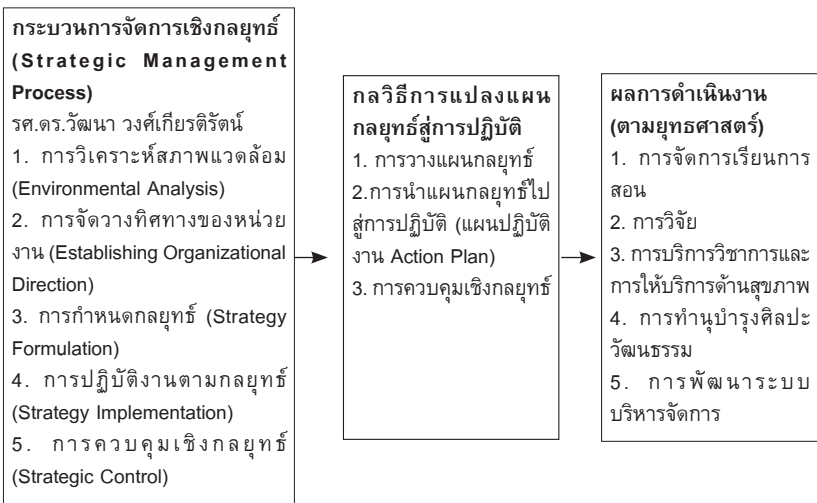 กระบวนการจัดการเชิงกลยุทธ์
(Strategic Management
Process)
รศ.ดร.วัฒนา วงศ์เกียรติรัตน์
1. การวิเคราะห์สภาพแวดล้อม
(Environmental Analysis)
2. การจัดวางทิศทางของหน่วย
งาน (Establishing Organizational
Direction)
3. การกำหนดกลยุทธ์ (Strategy
Formulation)
4. การปฏิบัติงานตามกลยุทธ์
(Strategy Implementation)
5. การควบคุมเชิงกลยุทธ์
(Strategic Control)
กลวิธีการแปลงแผน
กลยุทธ์สู่การปฏิบัติ
1. การวางแผนกลยุทธ์
2.การนำแผนกลยุทธ์ไป
สู่การปฏิบัติ (แผนปฏิบัติ
งาน Action Plan)
3. การควบคุมเชิงกลยุทธ์
ผลการดำเนินงาน
(ตามยุทธศาสตร์)
1. การจัดการเรียนการ
สอน
2. การวิจัย
3. การบริการวิชาการและ
การให้บริการด้านสุขภาพ
4. การทำนุบำรุงศิลปะ
วัฒนธรรม
5. การพัฒนาระบบ
บริหารจัดการ